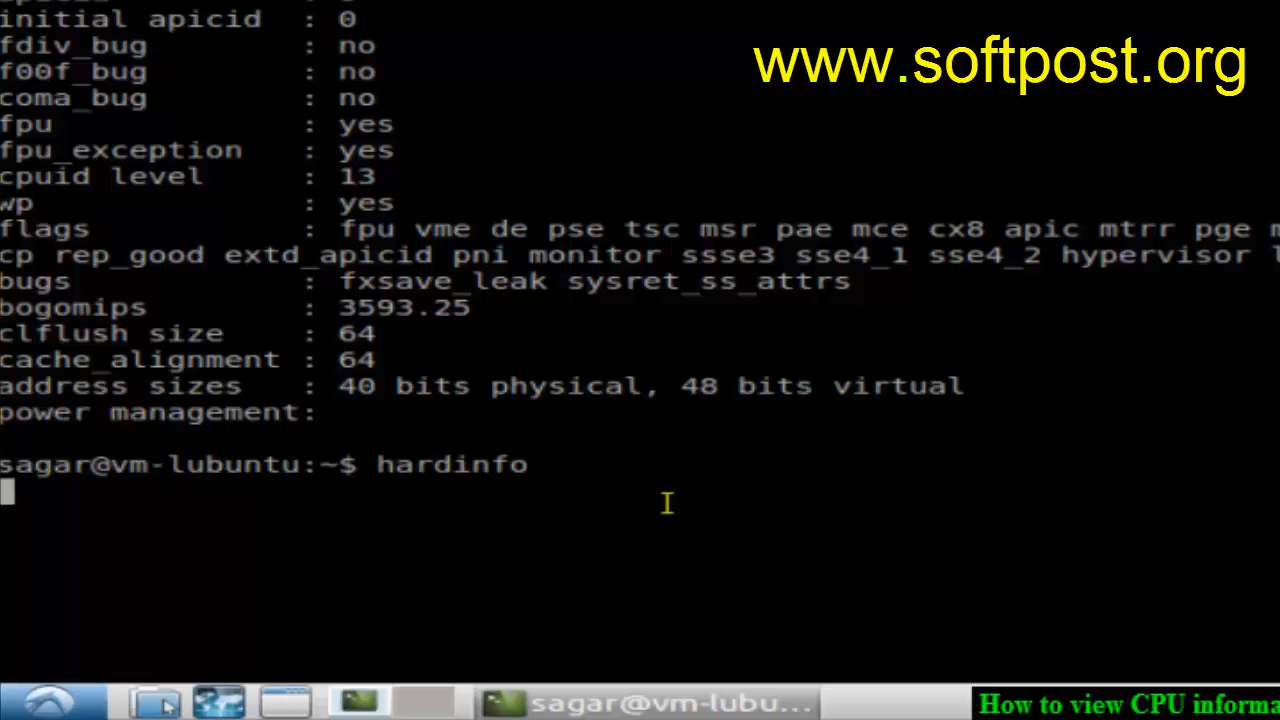 initial apicid : 0
www.softpost.org
fdiv_bug : no
f00f_bug : no
coma_bug : no
fpu : yes
fpu_exception : yes
cpuid level : 13
wp : yes
flags : fpu vme de pse tsc msr pae mce cx8 apic mtrr pge
cp rep_good extd_apicid pni monitor ssse3 sse4_1 sse4_2 hypervisor
bugs : fxsave_leak sysret_ss_attrs
bogomips : 3593.25
clflush size : 64
cache_alignment : 64
address sizes : 40 bits physical, 48 bits virtual
power management:
sagar@vm-lubuntu:~$ hardinfo
sagar@vm-lubu...
How to view CPU informa